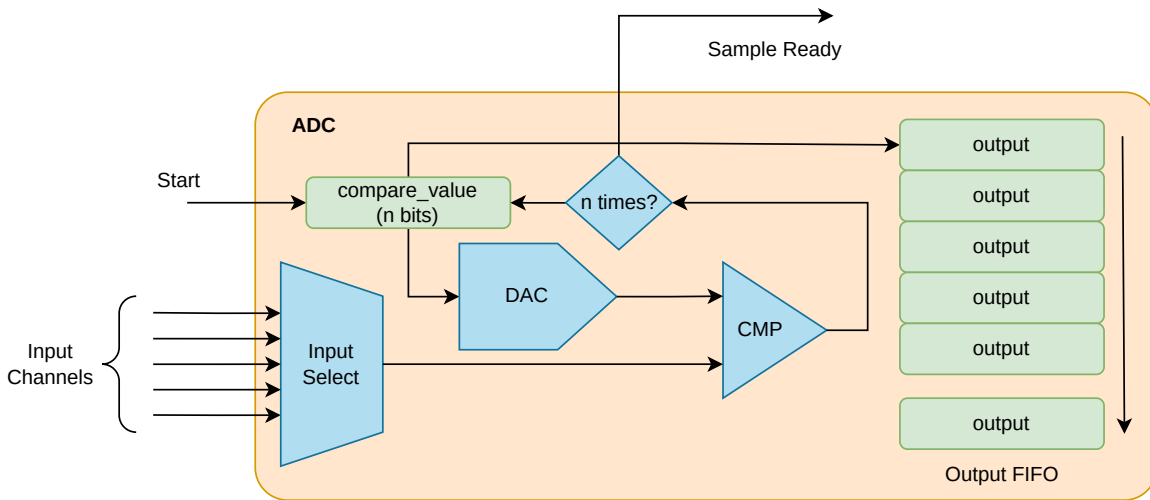 Sample Ready
ADC
output
Start
compare_value
(n bits)
n times?
output
output
DAC
output
CMP
Input
Channels
Input
Select
output
output
Output FIFO